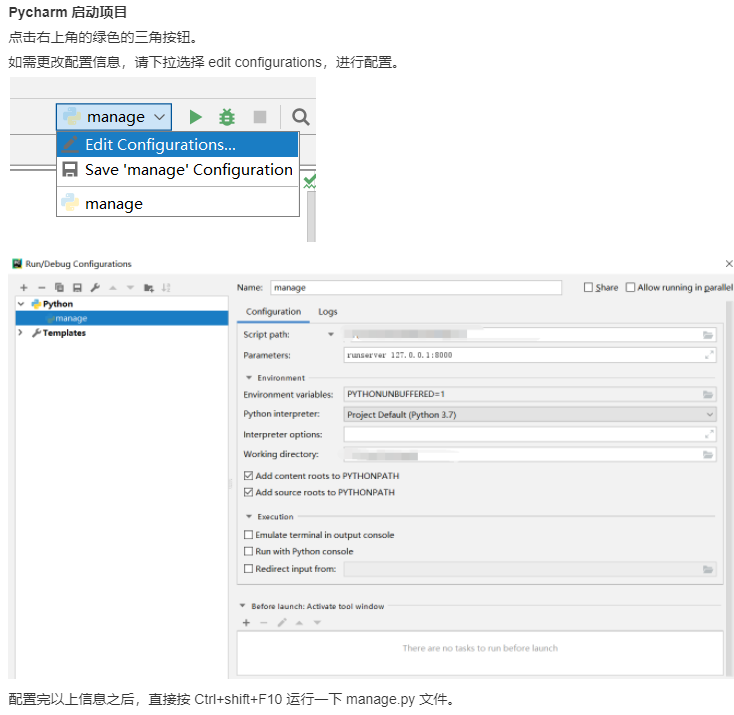 Pycharm 启动项目
点击右上角的绿色的三角按钮。
如需更改配置信息，请下拉选择 edit configurations，进行配置。
manage
Edit Configurations...
Save 'manage' Configuration
manage
Run/Debug Configurations
Name: manage Share Allow running in parallel
Python
manage
Templates
Configuration Logs
Script path:
Parameters: runserver 127.0.0.1:8000
Environment
Environment variables: PYTHONUNBUFFERED=1
Python interpreter: Project Default (Python 3.7)
Interpreter options:
Working directory:
Add content roots to PYTHONPATH
Add source roots to PYTHONPATH
Execution
Emulate terminal in output console
Run with Python console
Redirect input from:
Before launch: Activate tool window
There are no tasks to run before launch
配置完以上信息之后，直接按 Ctrl+shift+F10 运行一下 manage.py 文件。